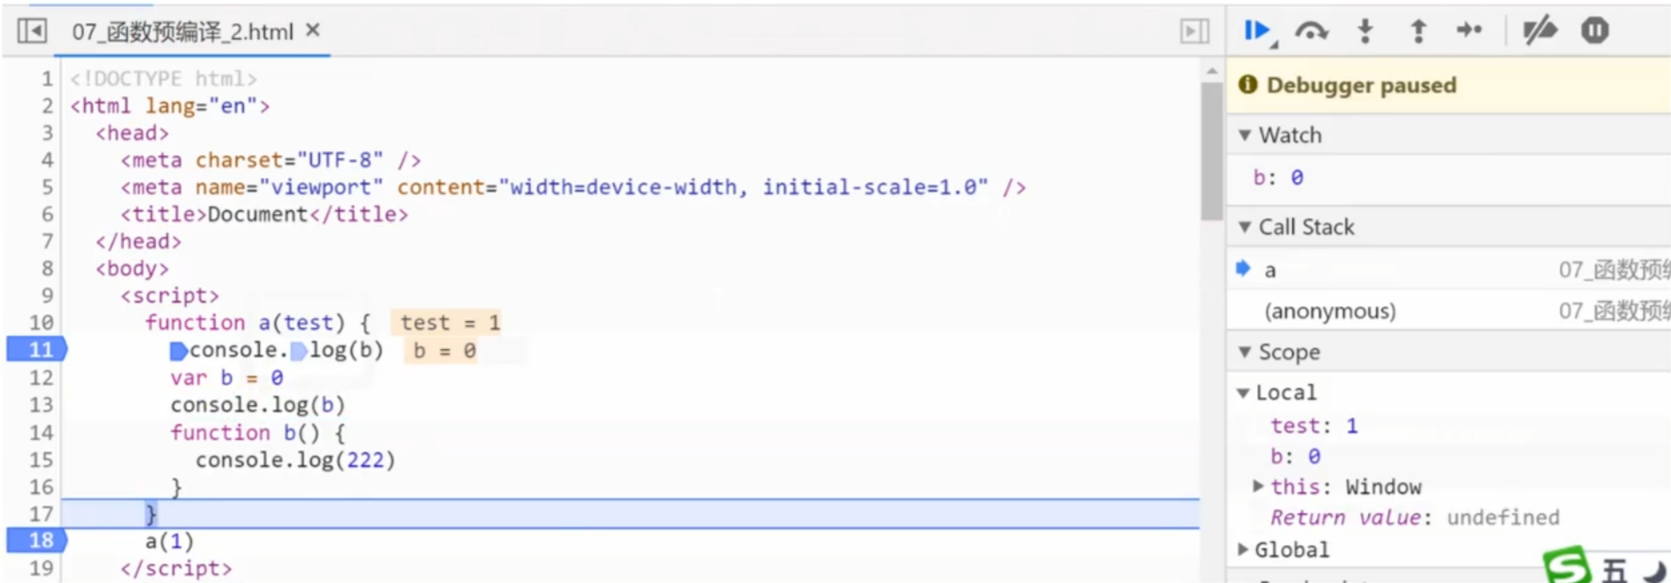 07_函数预编译_2.html ×
1 <!DOCTYPE html>
2 <html lang="en">
3 <head>
4 <meta charset="UTF-8" />
5 <meta name="viewport" content="width=device-width, initial-scale=1.0" />
6 <title>Document</title>
7 </head>
8 <body>
9 <script>
10 function a(test) { test = 1
11 console.log(b) b = 0
12 var b = 0
13 console.log(b)
14 function b() {
15 console.log(222)
16 }
17 }
18 a(1)
19 </script>
Debugger paused
Watch
b: 0
Call Stack
a 07_函数预编
(anonymous) 07_函数预编
Scope
Local
test: 1
b: 0
this: Window
Return value: undefined
Global
五